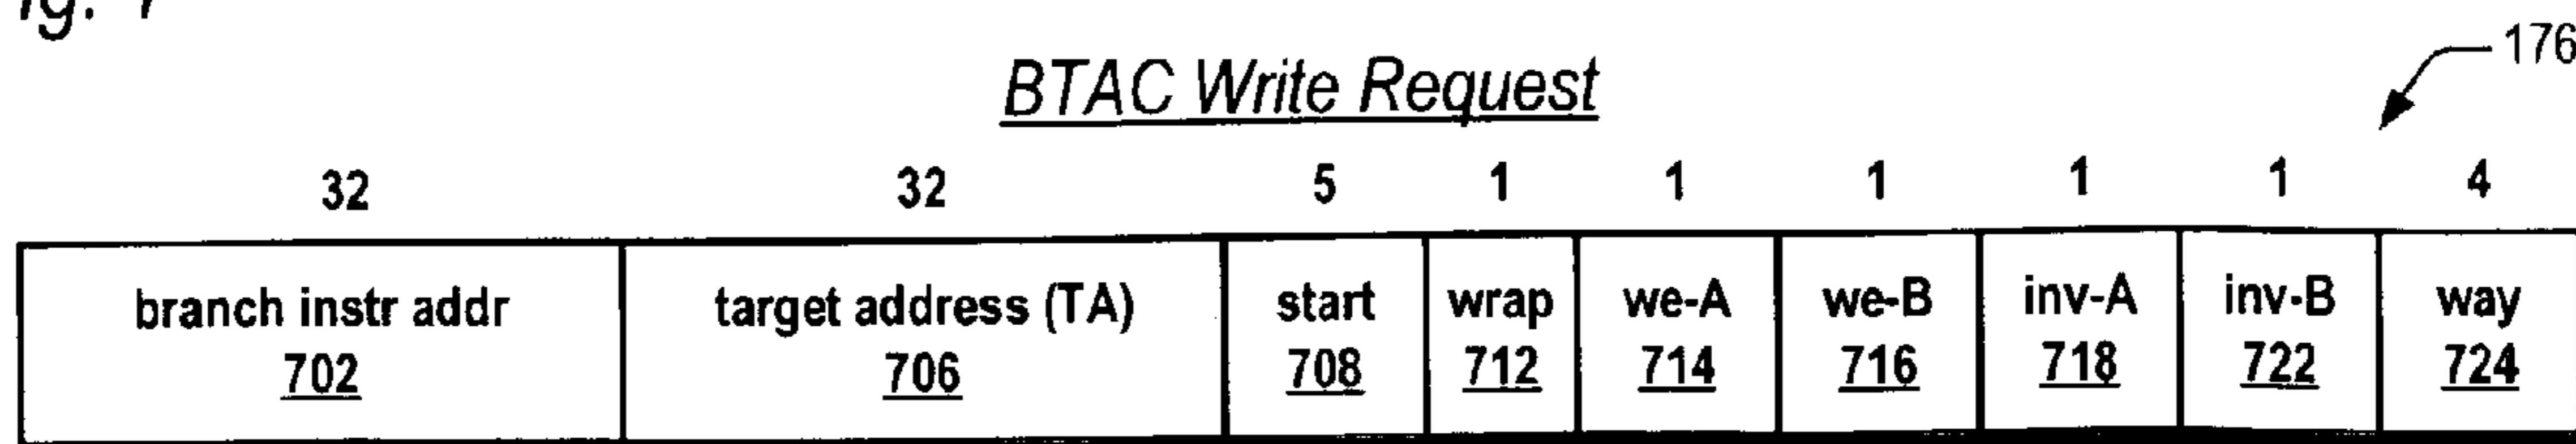 BTAC Write Request
176
32 32 5 1 1 1 1 1 4
branch instr addr target address (TA) start wrap we-A we-B inv-A inv-B way
702 706 708 712 714 716 718 722 724